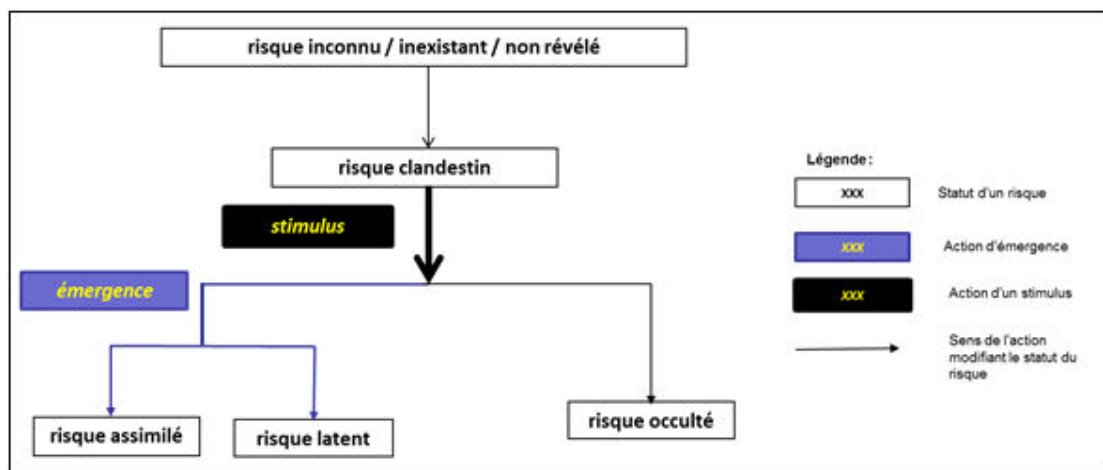 risque inconnu / inexistant / non révélé
risque clandestin
stimulus
émergence
risque assimilé
risque latent
risque occulté
Légende :
xxx
Statut d'un risque
xxx
Action d'émergence
xxx
Action d'un stimulus
Sens de l'action
modifiant le statut du
risque